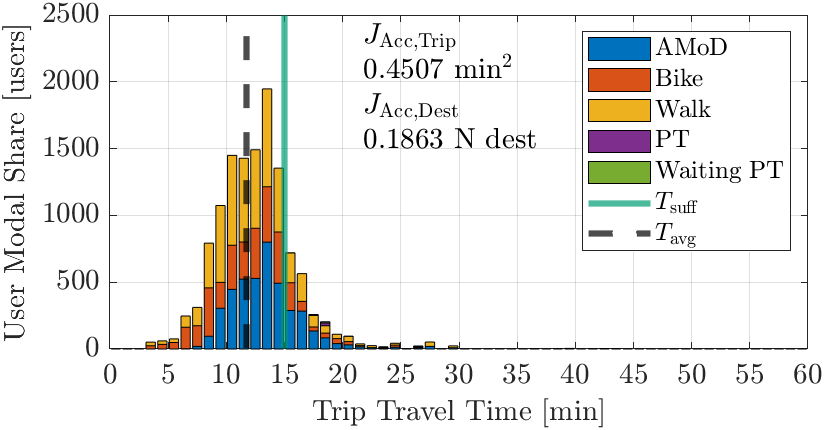 2500
2000
1500
1000
500
0
User Modal Share [users]
J_Acc,Trip
0.4507 min²
J_Acc,Dest
0.1863 N dest
AMoD
Bike
Walk
PT
Waiting PT
T_suff
T_avg
0 5 10 15 20 25 30 35 40 45 50 55 60
Trip Travel Time [min]